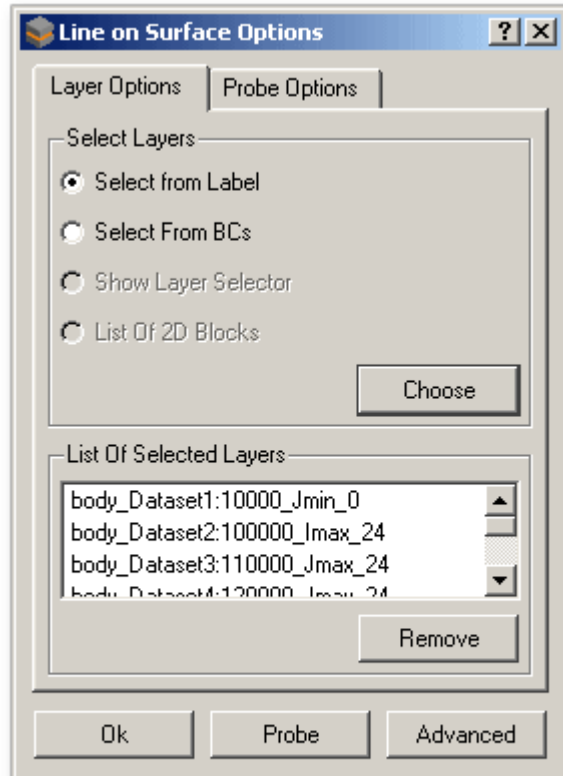 Line on Surface Options
Layer Options Probe Options
Select Layers
Select from Label
Select From BCs
Show Layer Selector
List Of 2D Blocks
Choose
List Of Selected Layers
body_Dataset1:10000_Jmin_0
body_Dataset2:100000_Imax_24
body_Dataset3:110000_Jmax_24
body_Dataset4:120000_Imax_24
Remove
Ok Probe Advanced